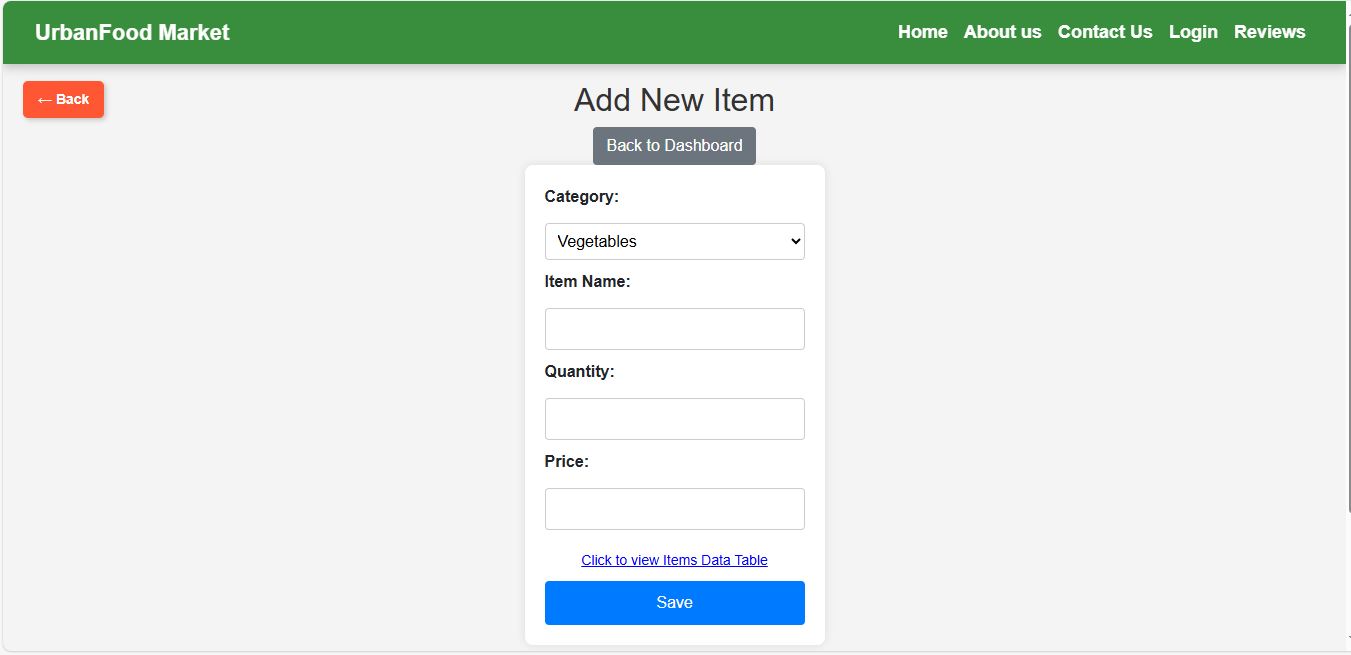 UrbanFood Market Home About us Contact Us Login Reviews
← Back
Add New Item
Back to Dashboard
Category:
Vegetables
Item Name:
Quantity:
Price:
Click to view Items Data Table
Save